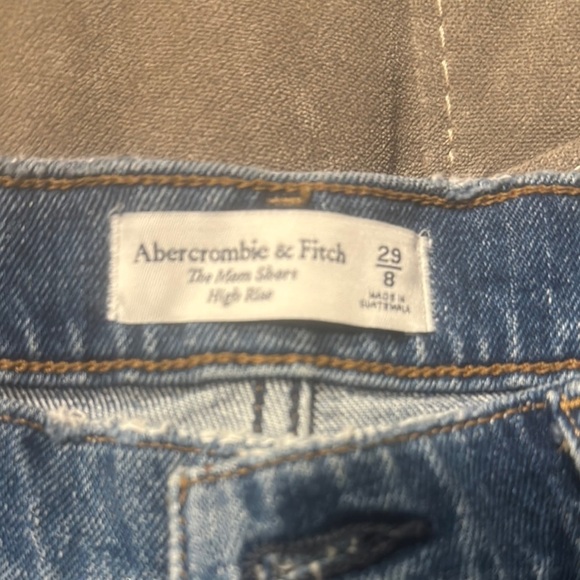 Abercrombie & Fitch
The Mom Short
High Rise
29
8
MADE IN
GUATEMALA